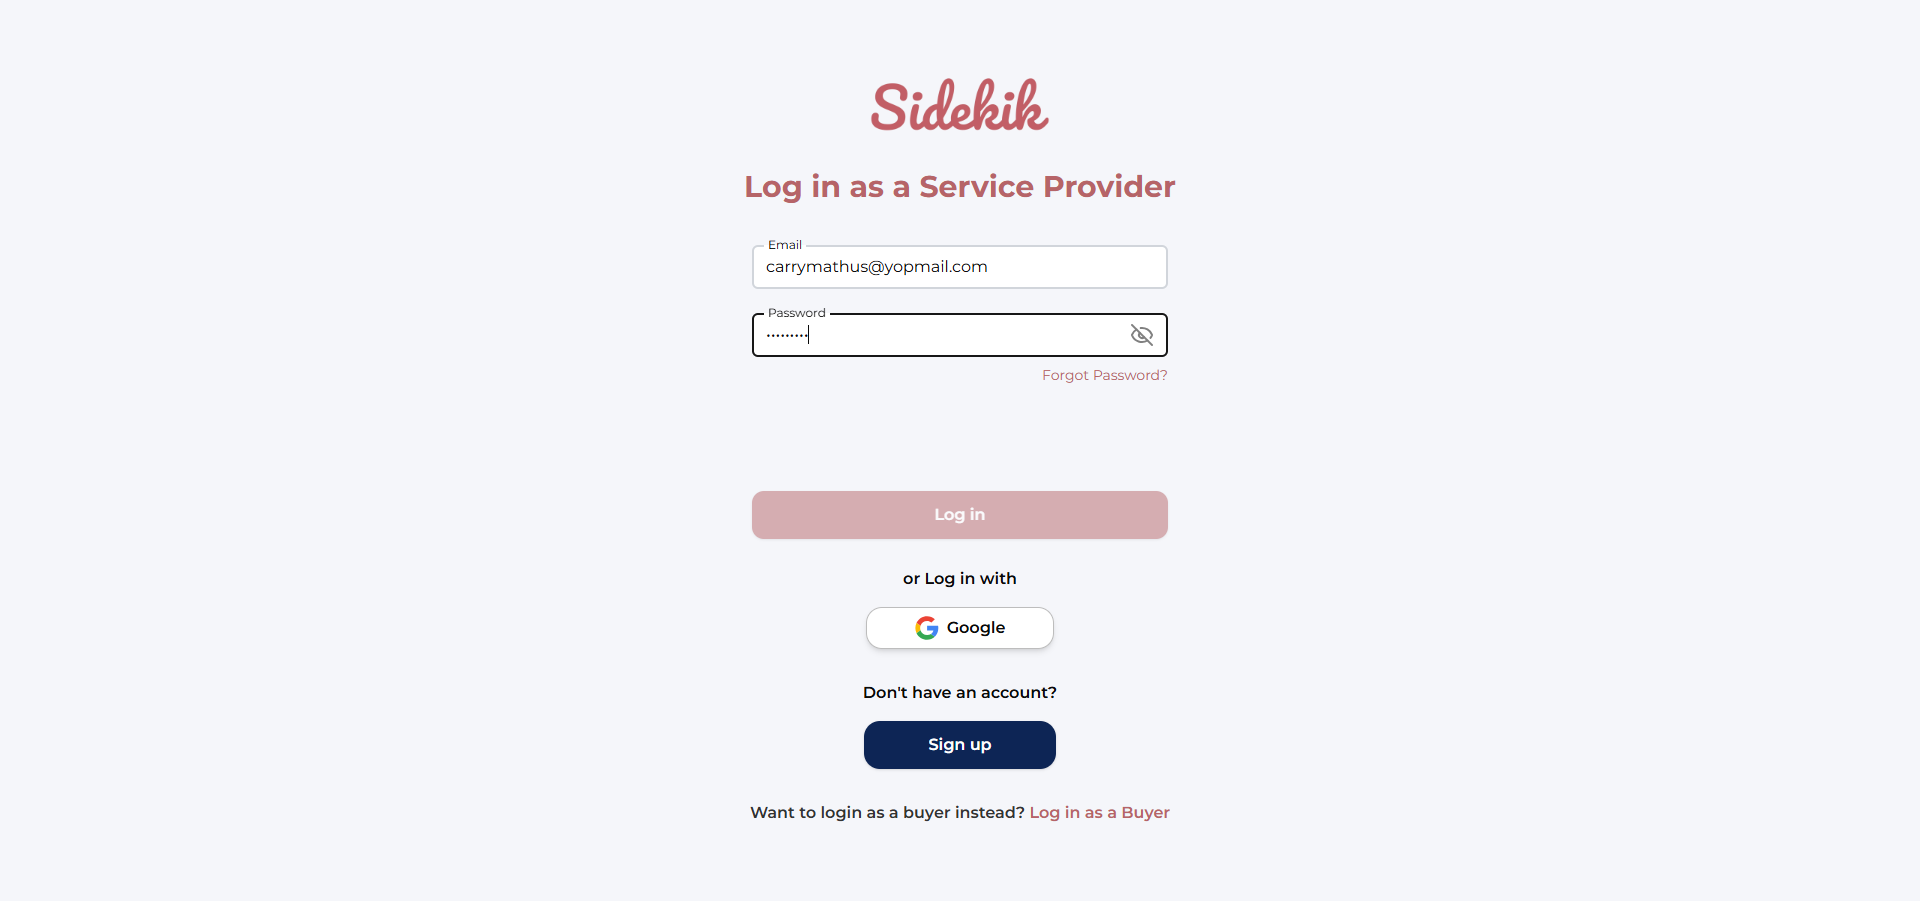 Sidekik
Log in as a Service Provider
Email
carrymathus@yopmail.com
Password
•••••••••
Forgot Password?
Log in
or Log in with
Google
Don't have an account?
Sign up
Want to login as a buyer instead? Log in as a Buyer